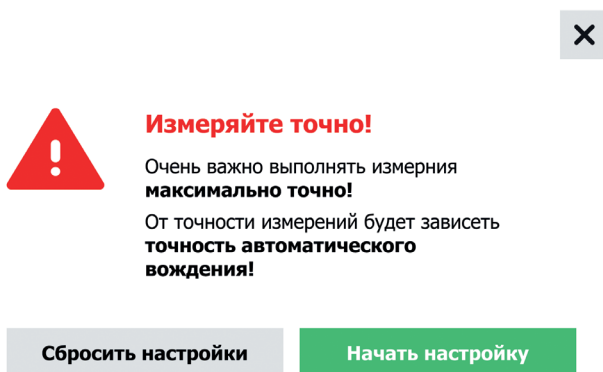 Измеряйте точно!
Очень важно выполнять измерния
максимально точно!
От точности измерений будет зависеть
точность автоматического
вождения!
Сбросить настройки
Начать настройку